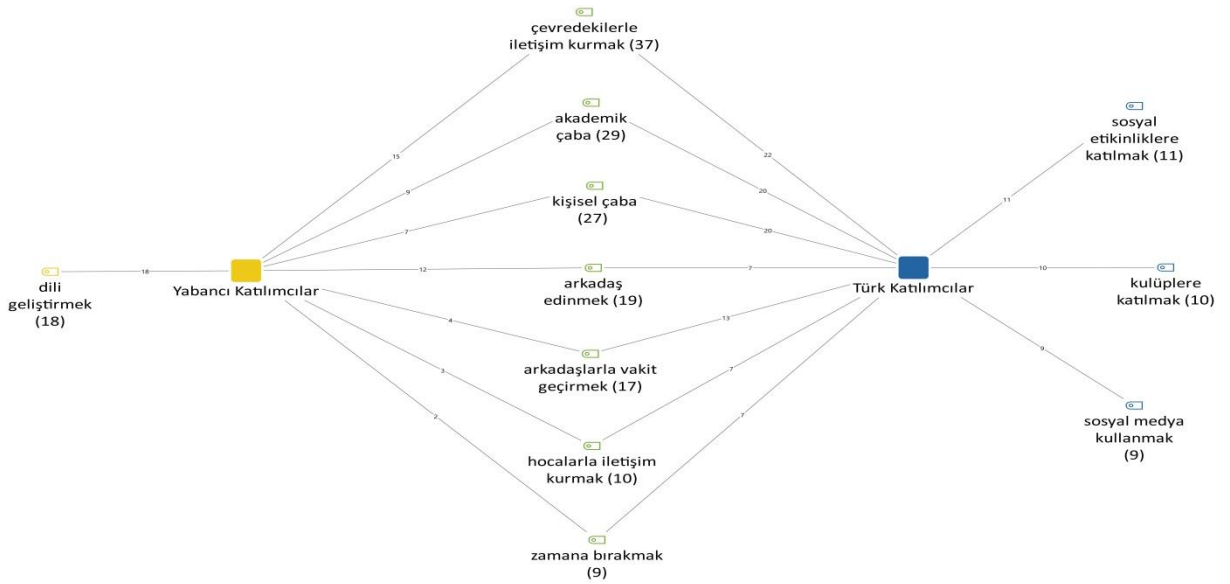 çevredekilerle
iletişim kurmak (37)
akademik
çaba (29)
sosyal
etikinliklere
katılmak (11)
15
22
9
20
kişisel çaba
(27)
11
7
20
18
12
7
10
dili
geliştirmek
(18)
Yabancı Katılımcılar
arkadaş
edinmek (19)
Türk Katılımcılar
kulüplere
katılmak (10)
4
13
9
arkadaşlarla vakit
geçirmek (17)
3
7
2
7
sosyal medya
kullanmak
(9)
hocalarla iletişim
kurmak (10)
zamana bırakmak
(9)